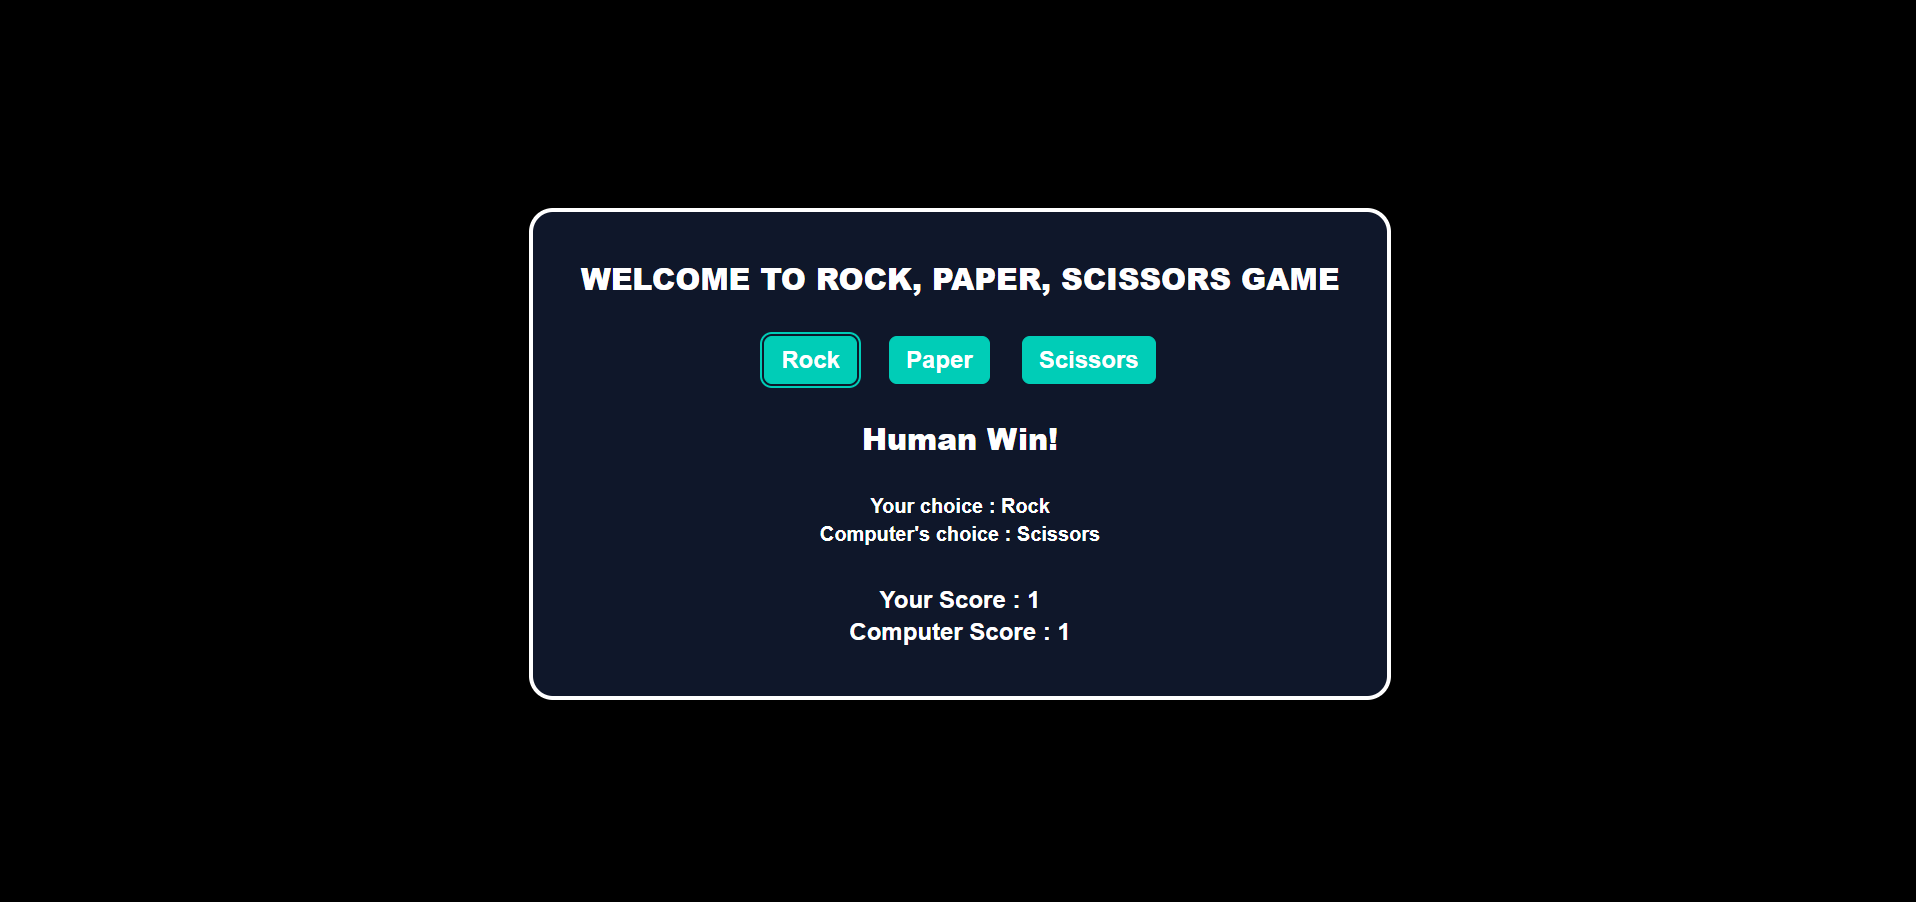 WELCOME TO ROCK, PAPER, SCISSORS GAME
Rock Paper Scissors
Human Win!
Your choice : Rock
Computer's choice : Scissors
Your Score : 1
Computer Score : 1